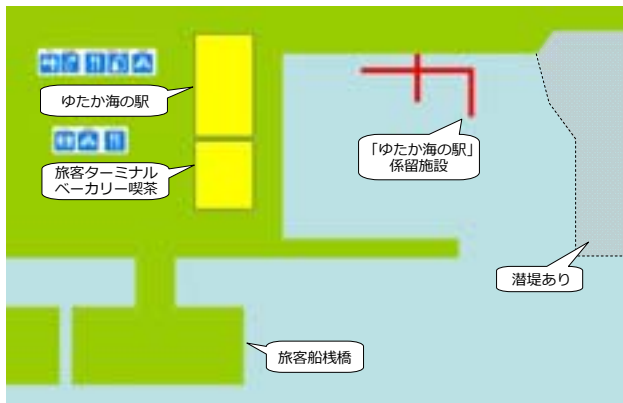 ゆたか海の駅
旅客ターミナル
ベーカリー喫茶
「ゆたか海の駅」
係留施設
潜堤あり
旅客船桟橋